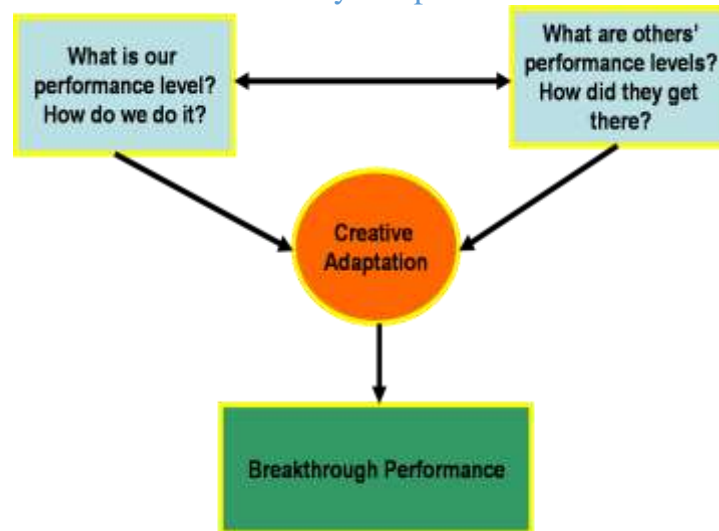 What is our
performance level?
How do we do it?
What are others'
performance levels?
How did they get
there?
Creative
Adaptation
Breakthrough Performance